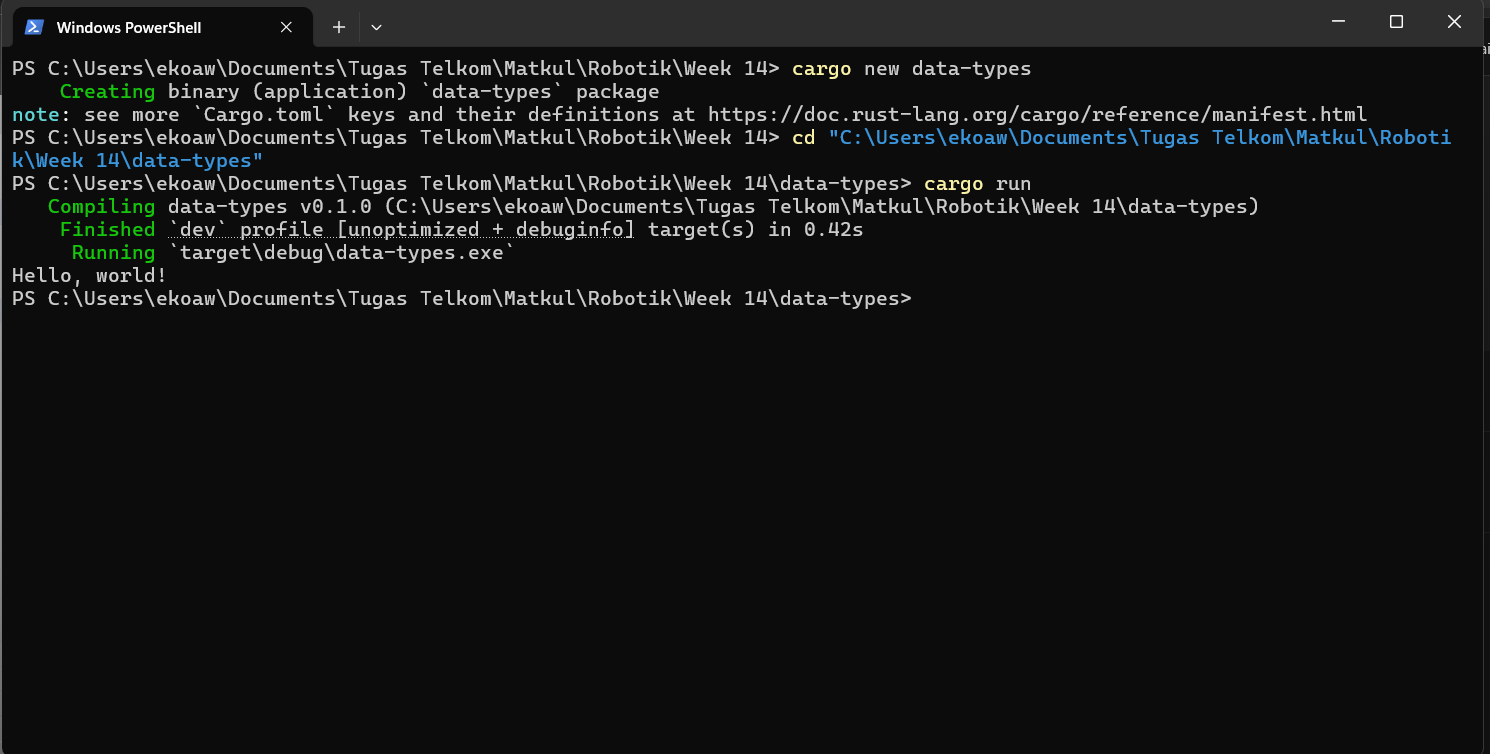 Windows PowerShell
PS C:\Users\ekoaw\Documents\Tugas Telkom\Matkul\Robotik\Week 14> cargo new data-types
    Creating binary (application) `data-types` package
note: see more `Cargo.toml` keys and their definitions at https://doc.rust-lang.org/cargo/reference/manifest.html
PS C:\Users\ekoaw\Documents\Tugas Telkom\Matkul\Robotik\Week 14> cd "C:\Users\ekoaw\Documents\Tugas Telkom\Matkul\Roboti
k\Week 14\data-types"
PS C:\Users\ekoaw\Documents\Tugas Telkom\Matkul\Robotik\Week 14\data-types> cargo run
   Compiling data-types v0.1.0 (C:\Users\ekoaw\Documents\Tugas Telkom\Matkul\Robotik\Week 14\data-types)
    Finished `dev` profile [unoptimized + debuginfo] target(s) in 0.42s
     Running `target\debug\data-types.exe`
Hello, world!
PS C:\Users\ekoaw\Documents\Tugas Telkom\Matkul\Robotik\Week 14\data-types>